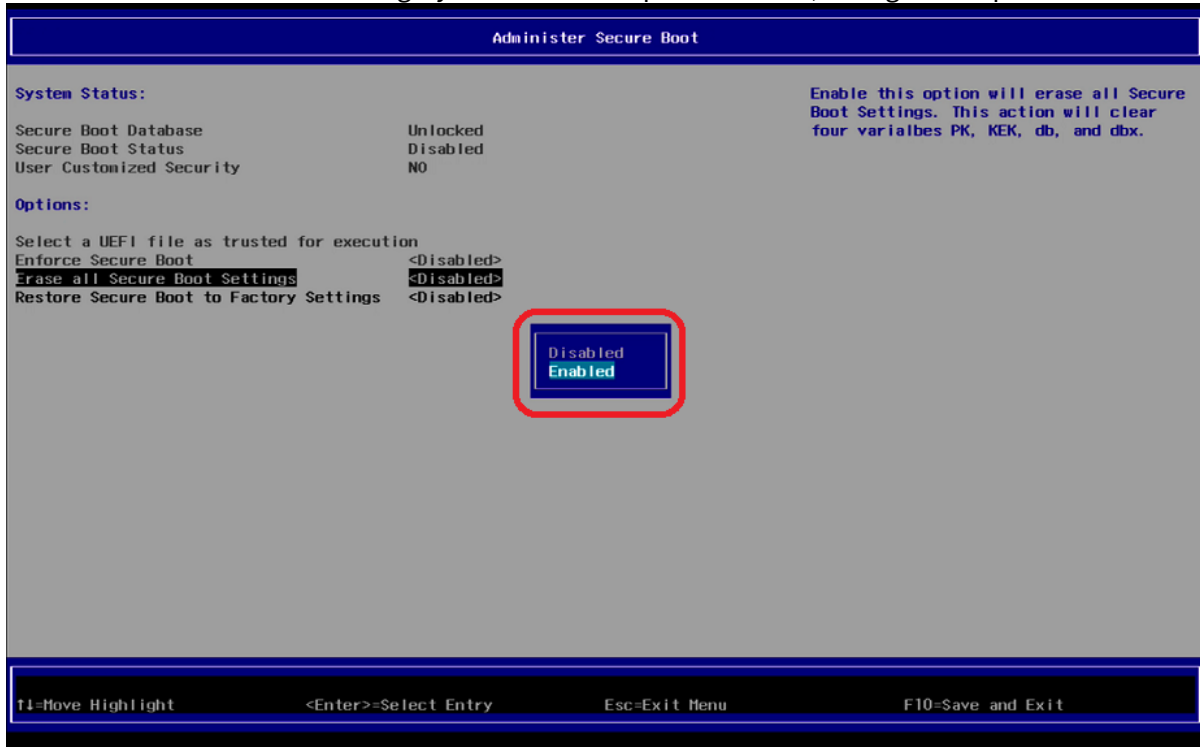 Administer Secure Boot
System Status:
Secure Boot Database Unlocked
Secure Boot Status Disabled
User Customized Security NO
Options:
Select a UEFI file as trusted for execution
Enforce Secure Boot <Disabled>
Erase all Secure Boot Settings <Disabled>
Restore Secure Boot to Factory Settings <Disabled>
Enable this option will erase all Secure
Boot Settings. This action will clear
four varialbes PK, KEK, db, and dbx.
Disabled
Enabled
↑↓=Move Highlight <Enter>=Select Entry Esc=Exit Menu F10=Save and Exit